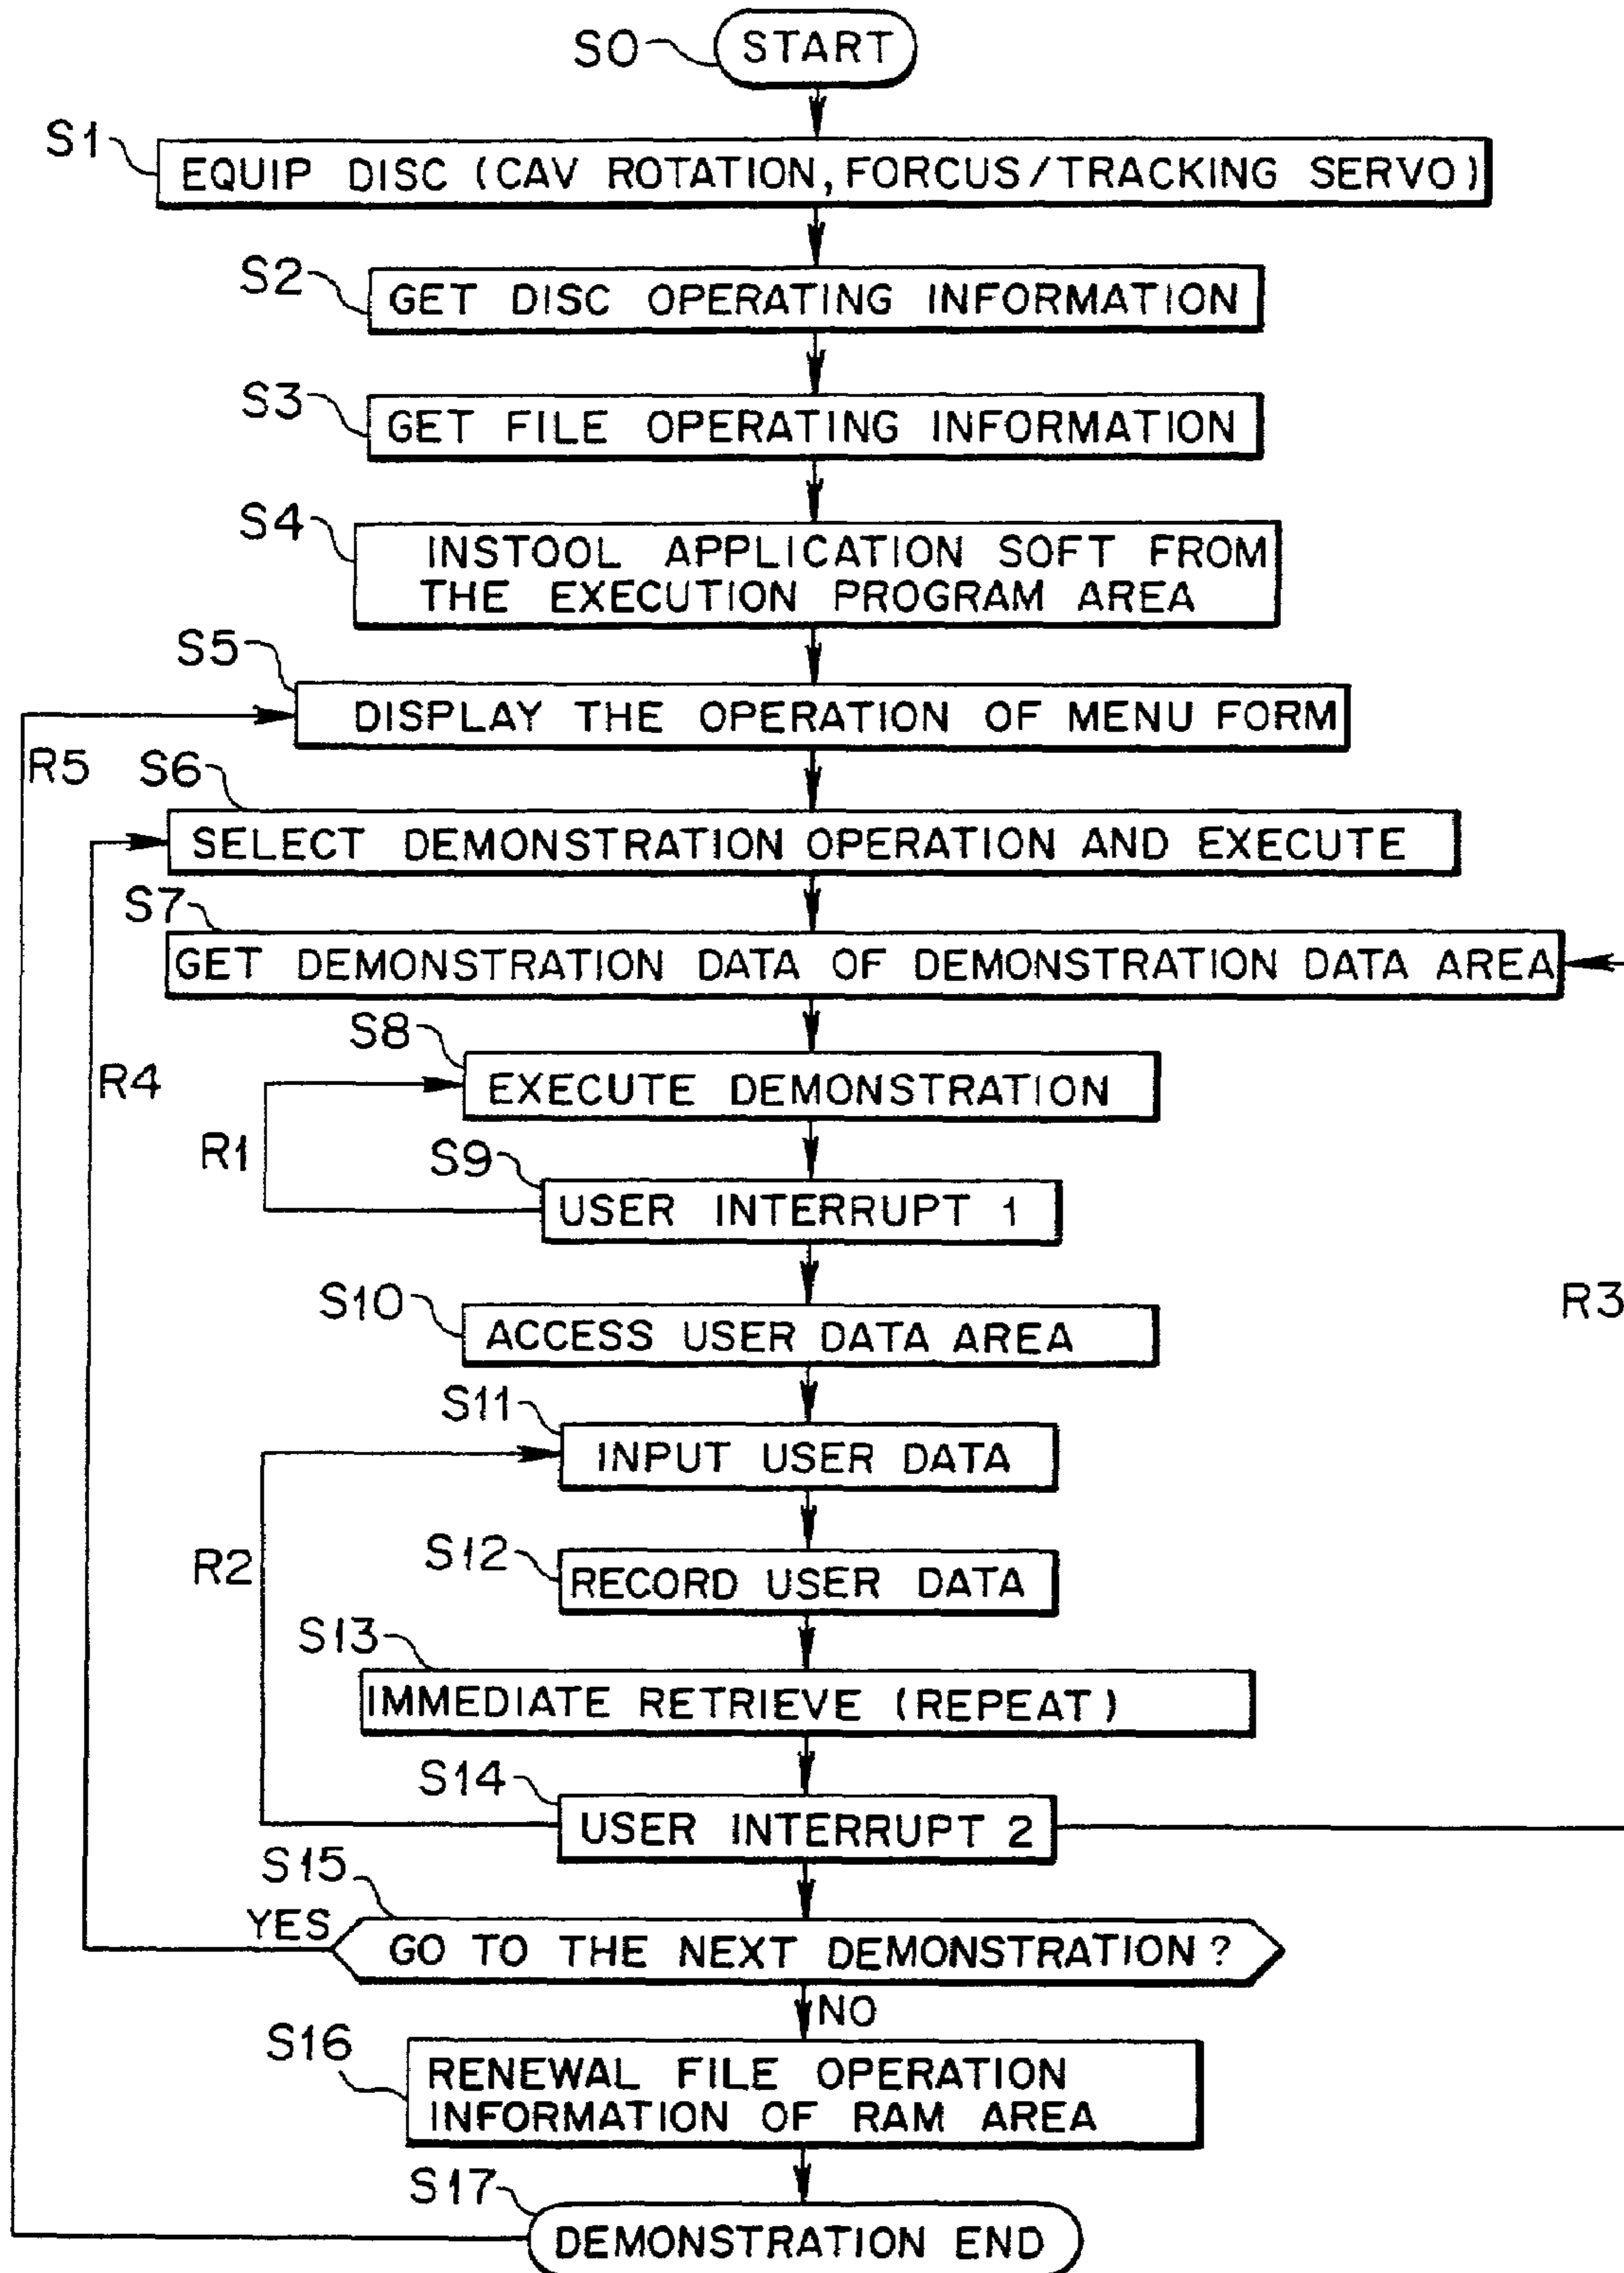 S0
START
S1
EQUIP DISC (CAV ROTATION, FORCUS/TRACKING SERVO)
S2
GET DISC OPERATING INFORMATION
S3
GET FILE OPERATING INFORMATION
S4
INSTOOL APPLICATION SOFT FROM
THE EXECUTION PROGRAM AREA
S5
DISPLAY THE OPERATION OF MENU FORM
R5
S6
SELECT DEMONSTRATION OPERATION AND EXECUTE
S7
GET DEMONSTRATION DATA OF DEMONSTRATION DATA AREA
S8
R4
EXECUTE DEMONSTRATION
R1
S9
USER INTERRUPT 1
S10
R3
ACCESS USER DATA AREA
S11
INPUT USER DATA
R2
S12
RECORD USER DATA
S13
IMMEDIATE RETRIEVE (REPEAT)
S14
USER INTERRUPT 2
S15
YES
GO TO THE NEXT DEMONSTRATION?
NO
S16
RENEWAL FILE OPERATION
INFORMATION OF RAM AREA
S17
DEMONSTRATION END